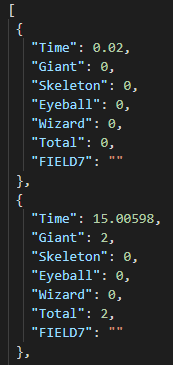 [
{
"Time": 0.02,
"Giant": 0,
"Skeleton": 0,
"Eyeball": 0,
"Wizard": 0,
"Total": 0,
"FIELD7": ""
},
{
"Time": 15.00598,
"Giant": 2,
"Skeleton": 0,
"Eyeball": 0,
"Wizard": 0,
"Total": 2,
"FIELD7": ""
},